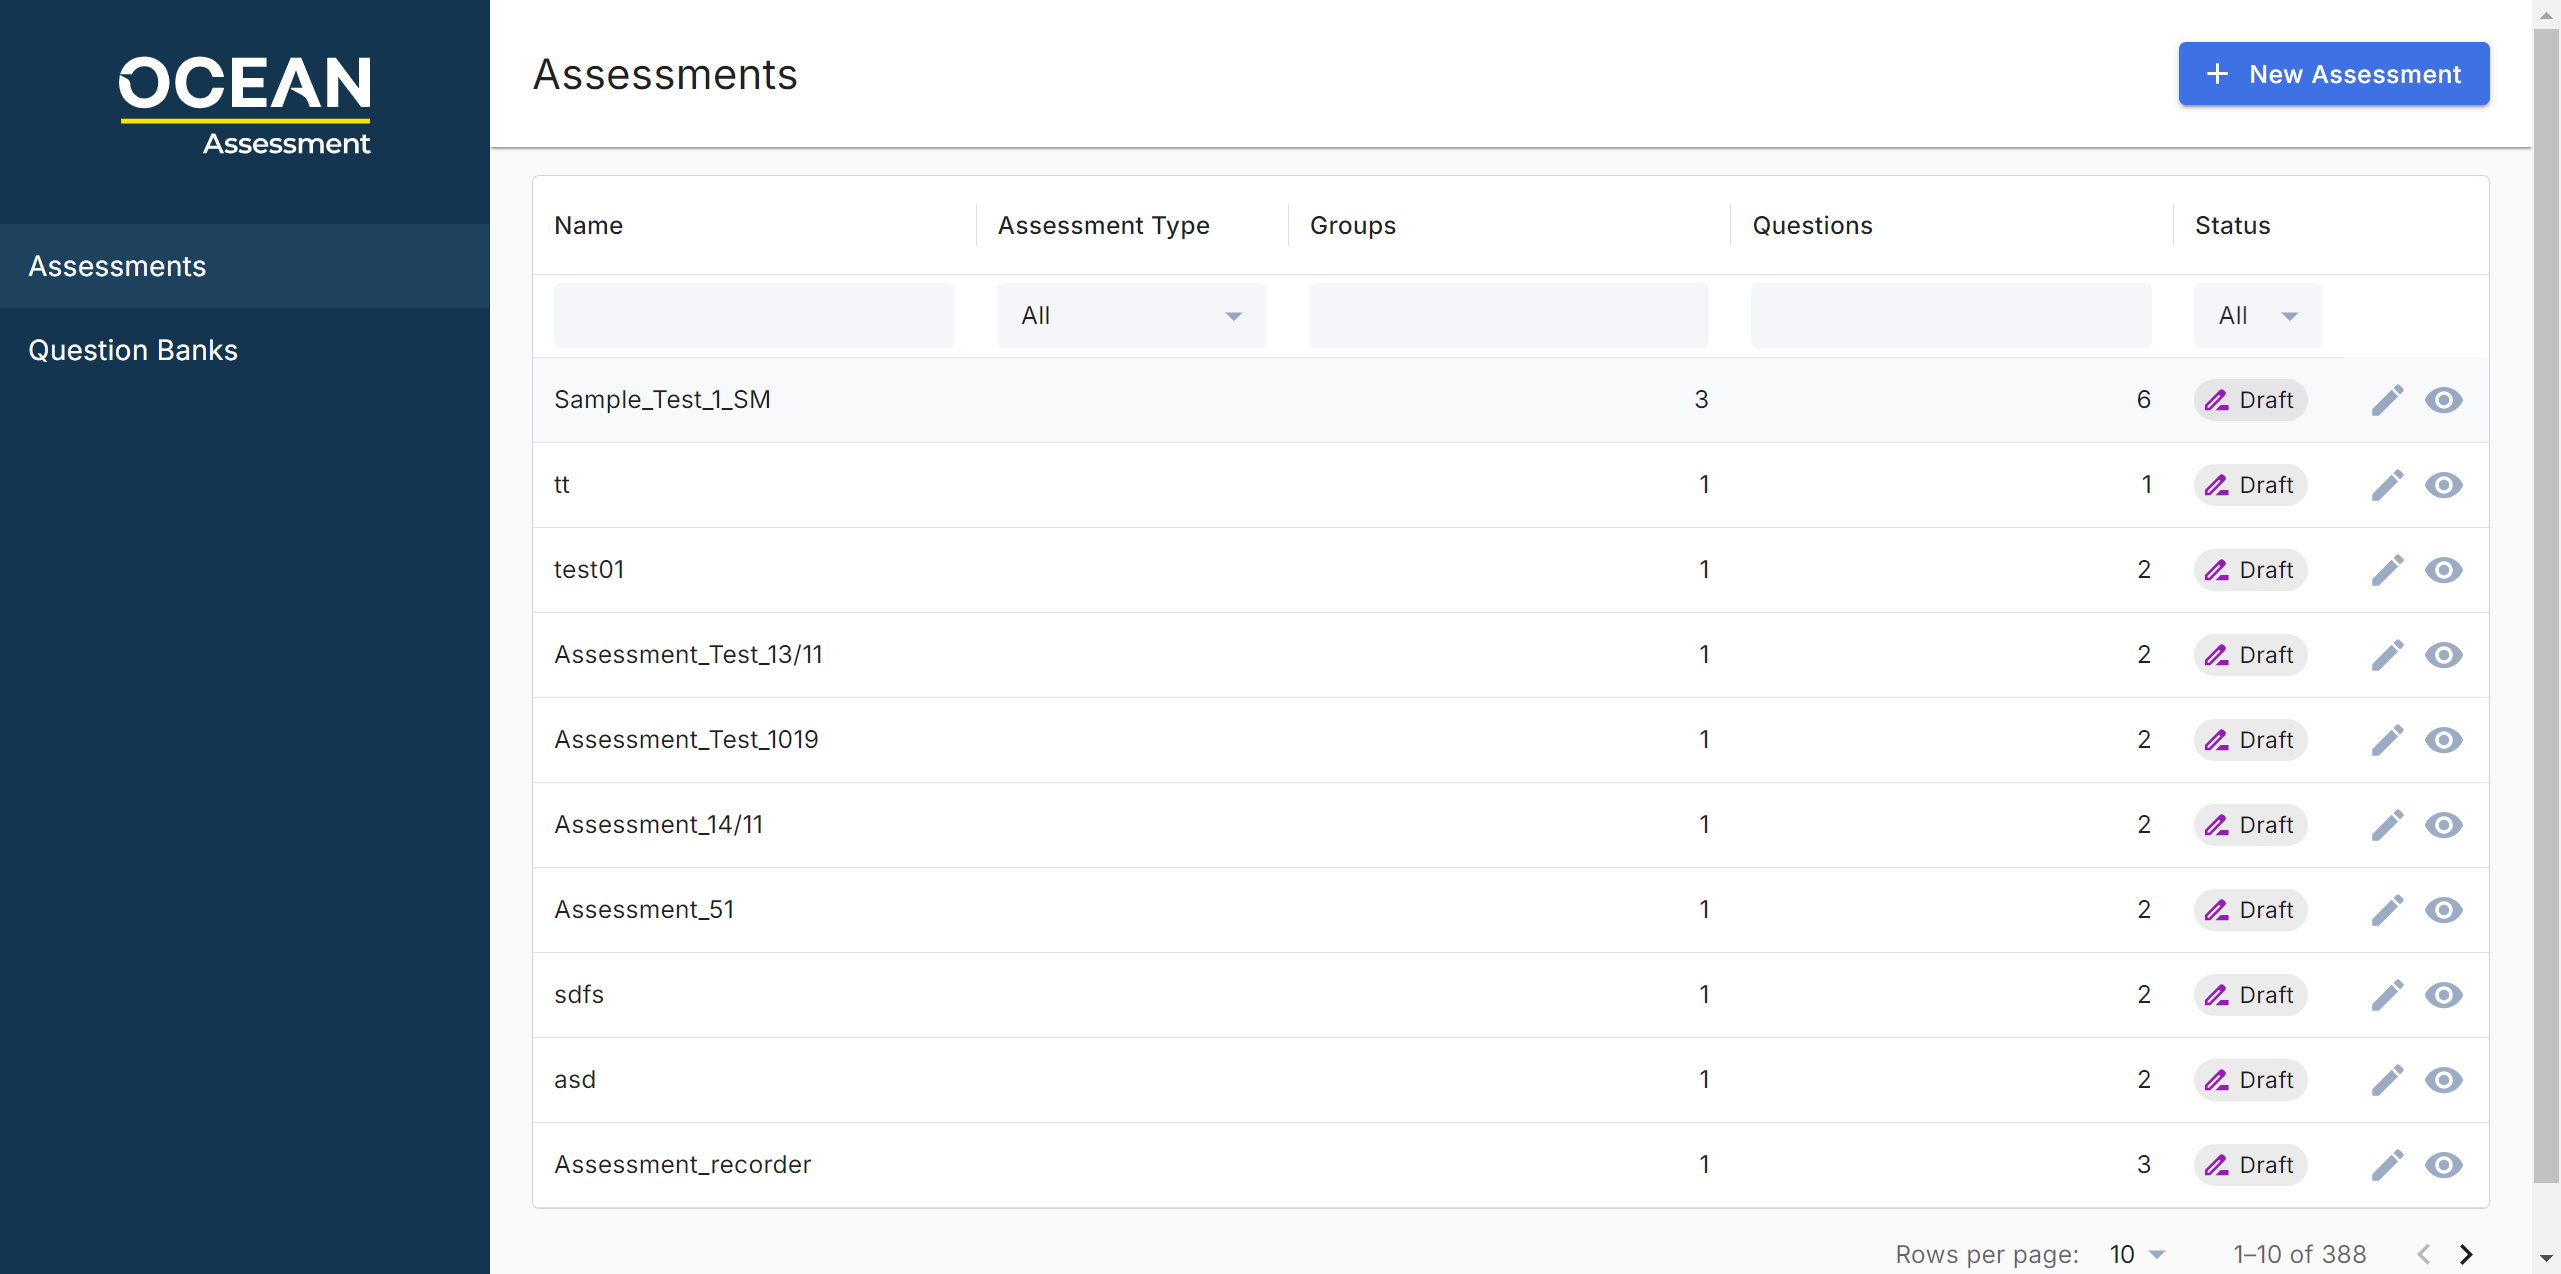 OCEAN
Assessment
Assessments
Question Banks
Assessments
+ New Assessment
Name Assessment Type Groups Questions Status
All All
Sample_Test_1_SM 3 6 Draft
tt 1 1 Draft
test01 1 2 Draft
Assessment_Test_13/11 1 2 Draft
Assessment_Test_1019 1 2 Draft
Assessment_14/11 1 2 Draft
Assessment_51 1 2 Draft
sdfs 1 2 Draft
asd 1 2 Draft
Assessment_recorder 1 3 Draft
Rows per page: 10 1–10 of 388